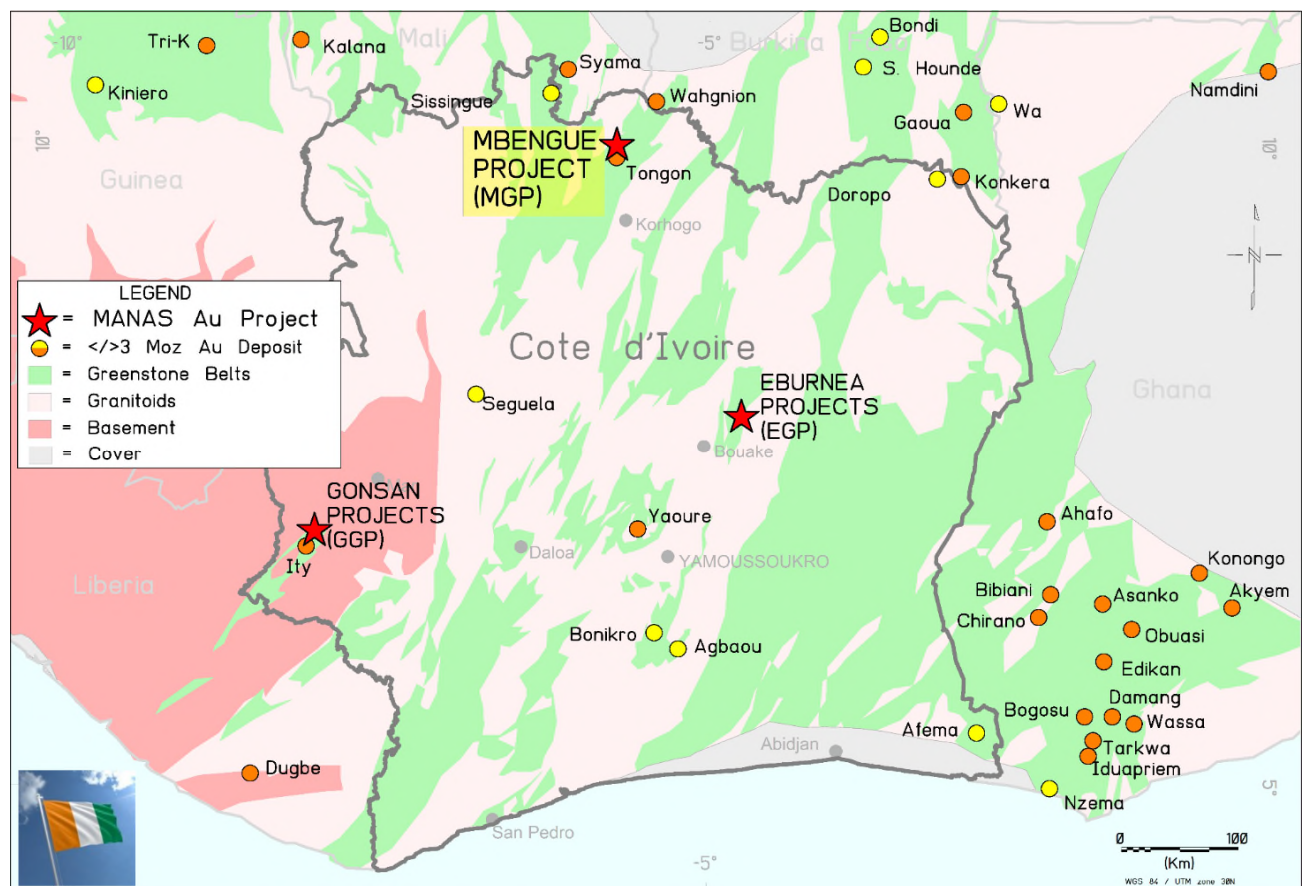 -10°
Tri-K
Kalana
Mali
-5°
Burkina
Bondi
Kiniero
Sissingue
Syama
Wahgnion
S. Hounde
Gaoua
Wa
Namdini
10°
10°
Guinea
MBENGUE
PROJECT
(MGP)
Tongon
Korhogo
Doropo
Konkera
N
LEGEND
= MANAS Au Project
= </>3 Moz Au Deposit
= Greenstone Belts
= Granitoids
= Basement
= Cover
Cote d'Ivoire
Seguela
EBURNEA
PROJECTS
(EGP)
Bouake
Ghana
GONSAN
PROJECTS
(GGP)
Ity
Liberia
Daloa
Yaoure
YAMOUSSOUKRO
Ahafo
Konongo
Bibiani
Asanko
Akyem
Chirano
Obuasi
Bonikro
Agbaou
Edikan
Damang
Bogosu
Wassa
Afema
Tarkwa
Iduapriem
Abidjan
Dugbe
Nzema
5°
San Pedro
-5°
0 100
(Km)
WGS 84 / UTM zone 30N